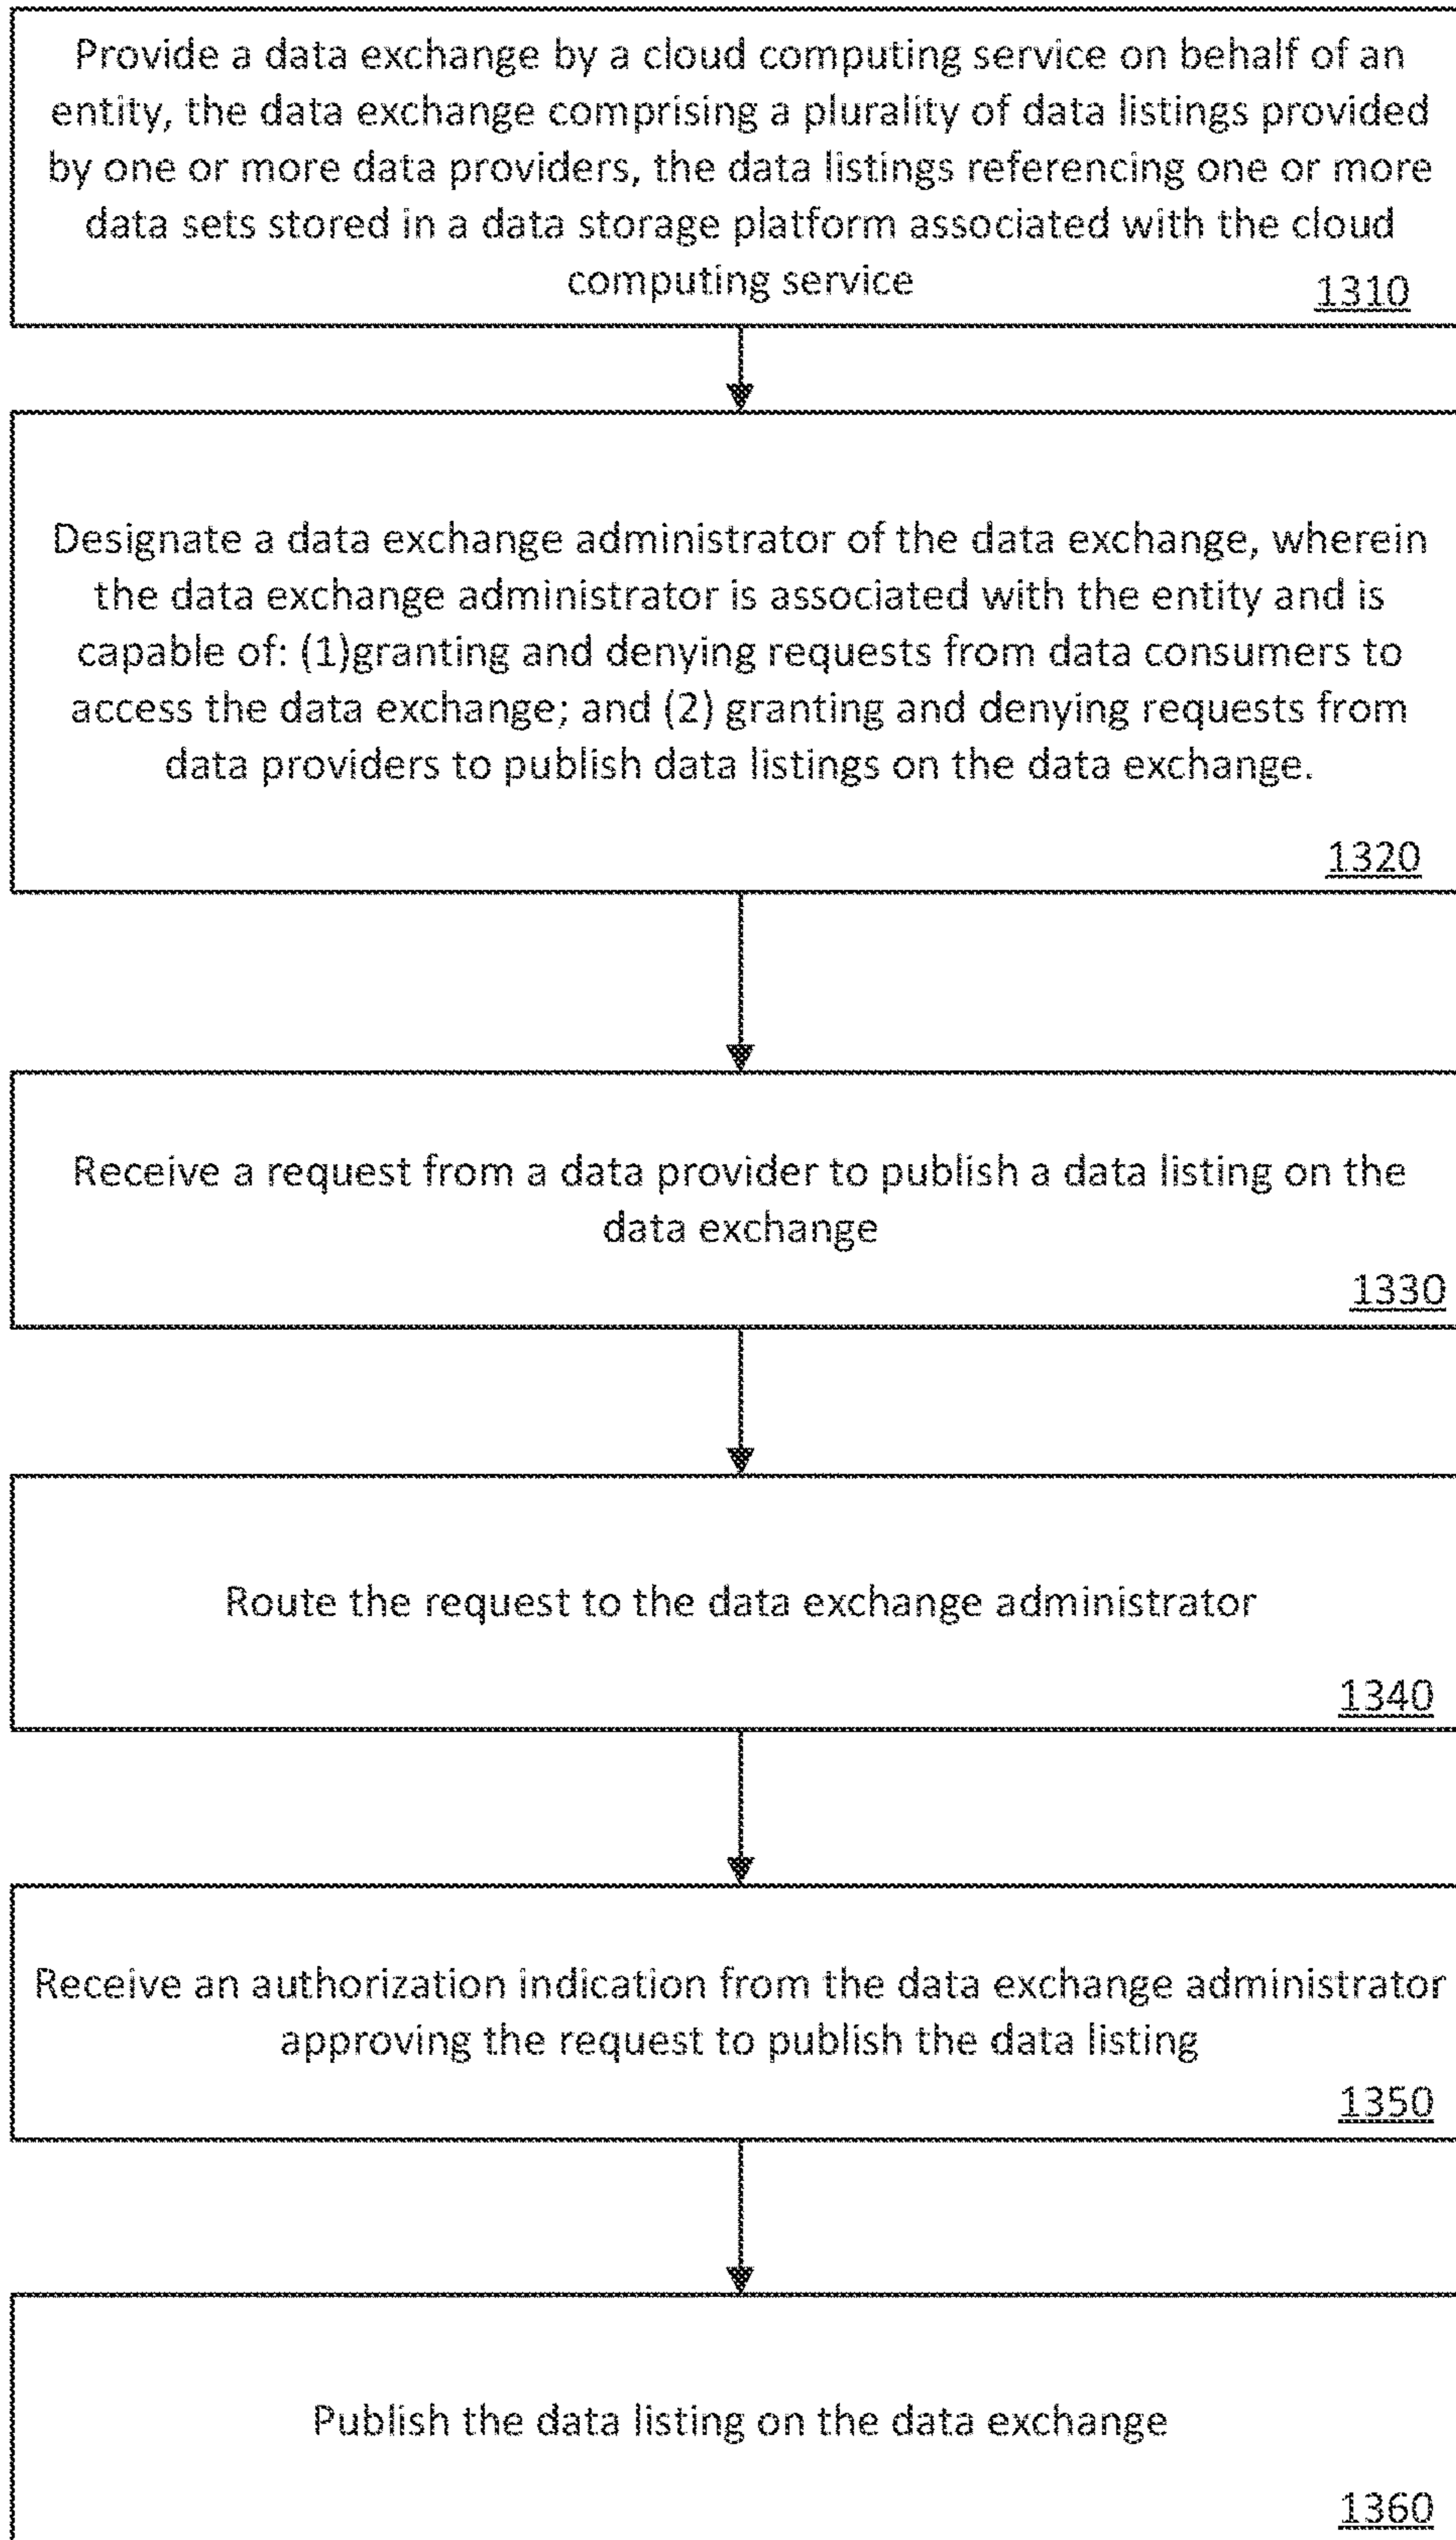 Provide a data exchange by a cloud computing service on behalf of an
entity, the data exchange comprising a plurality of data listings provided
by one or more data providers, the data listings referencing one or more
data sets stored in a data storage platform associated with the cloud
computing service
1310
Designate a data exchange administrator of the data exchange, wherein
the data exchange administrator is associated with the entity and is
capable of: (1)granting and denying requests from data consumers to
access the data exchange; and (2) granting and denying requests from
data providers to publish data listings on the data exchange.
1320
Receive a request from a data provider to publish a data listing on the
data exchange
1330
Route the request to the data exchange administrator
1340
Receive an authorization indication from the data exchange administrator
approving the request to publish the data listing
1350
Publish the data listing on the data exchange
1360